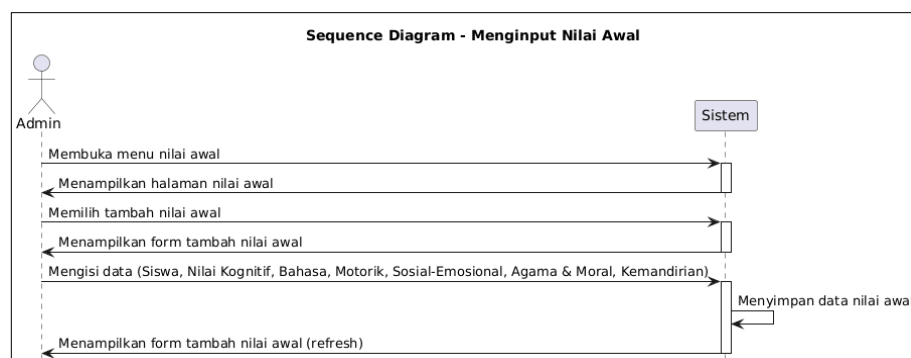 Sequence Diagram - Menginput Nilai Awal
Admin
Sistem
Membuka menu nilai awal
Menampilkan halaman nilai awal
Memilih tambah nilai awal
Menampilkan form tambah nilai awal
Mengisi data (Siswa, Nilai Kognitif, Bahasa, Motorik, Sosial-Emosional, Agama & Moral, Kemandirian)
Menyimpan data nilai awa
Menampilkan form tambah nilai awal (refresh)